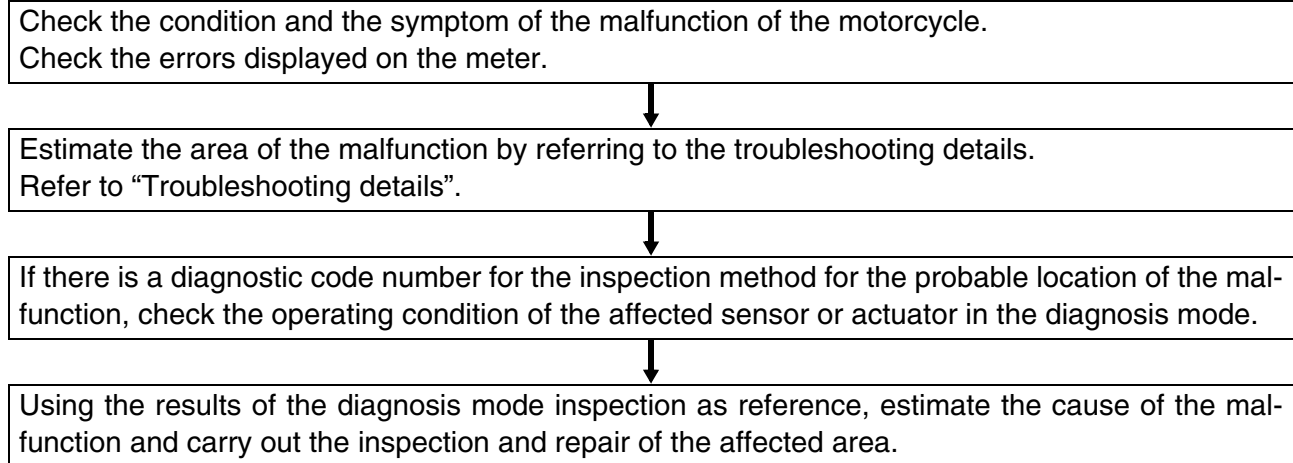 Check the condition and the symptom of the malfunction of the motorcycle.
Check the errors displayed on the meter.
Estimate the area of the malfunction by referring to the troubleshooting details.
Refer to “Troubleshooting details”.
If there is a diagnostic code number for the inspection method for the probable location of the mal-
function, check the operating condition of the affected sensor or actuator in the diagnosis mode.
Using the results of the diagnosis mode inspection as reference, estimate the cause of the mal-
function and carry out the inspection and repair of the affected area.